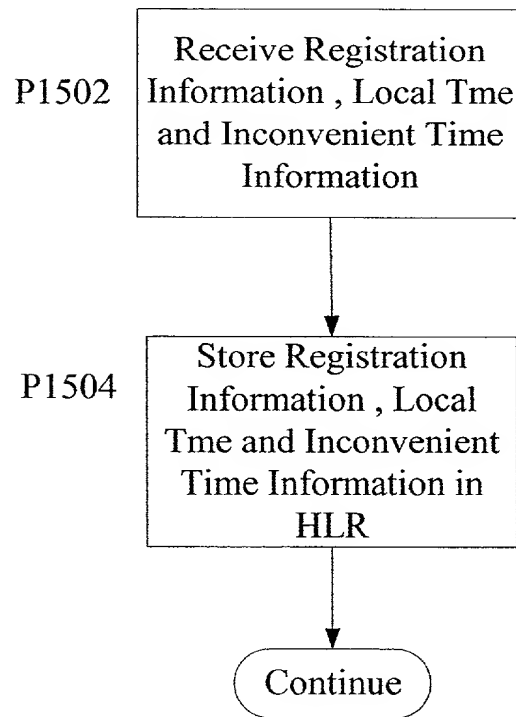 P1502
Receive Registration
Information , Local Tme
and Inconvenient Time
Information
P1504
Store Registration
Information , Local
Tme and Inconvenient
Time Information in
HLR
Continue